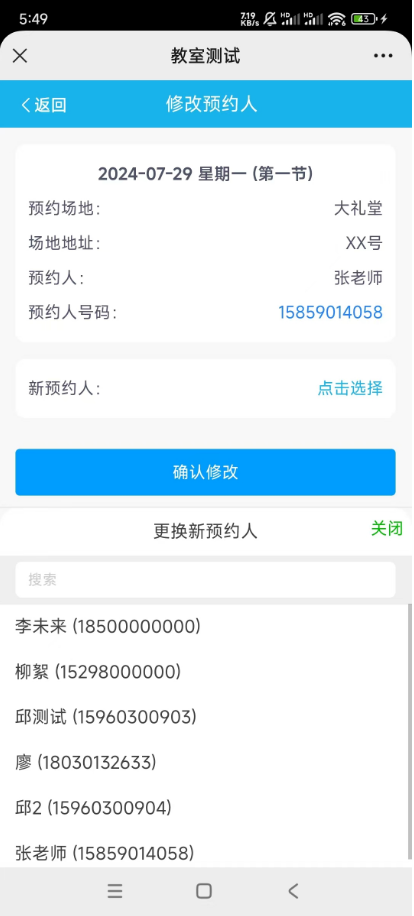 5:49
7.19 KB/s HD HD 43
教室测试
返回 修改预约人
2024-07-29 星期一 (第一节)
预约场地: 大礼堂
场地地址: XX号
预约人: 张老师
预约人号码: 15859014058
新预约人: 点击选择
确认修改
更换新预约人 关闭
搜索
李未来 (18500000000)
柳絮 (15298000000)
邱测试 (15960300903)
廖 (18030132633)
邱2 (15960300904)
张老师 (15859014058)